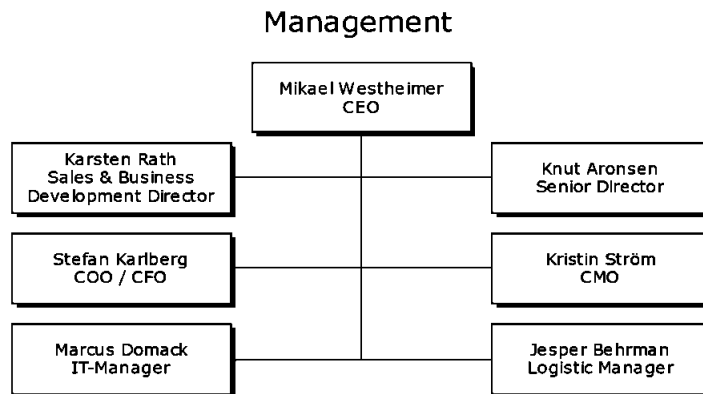 Management
Mikael Westheimer
CEO
Karsten Rath
Sales & Business
Development Director
Knut Aronsen
Senior Director
Stefan Karlberg
COO / CFO
Kristin Ström
CMO
Marcus Domack
IT-Manager
Jesper Behrman
Logistic Manager